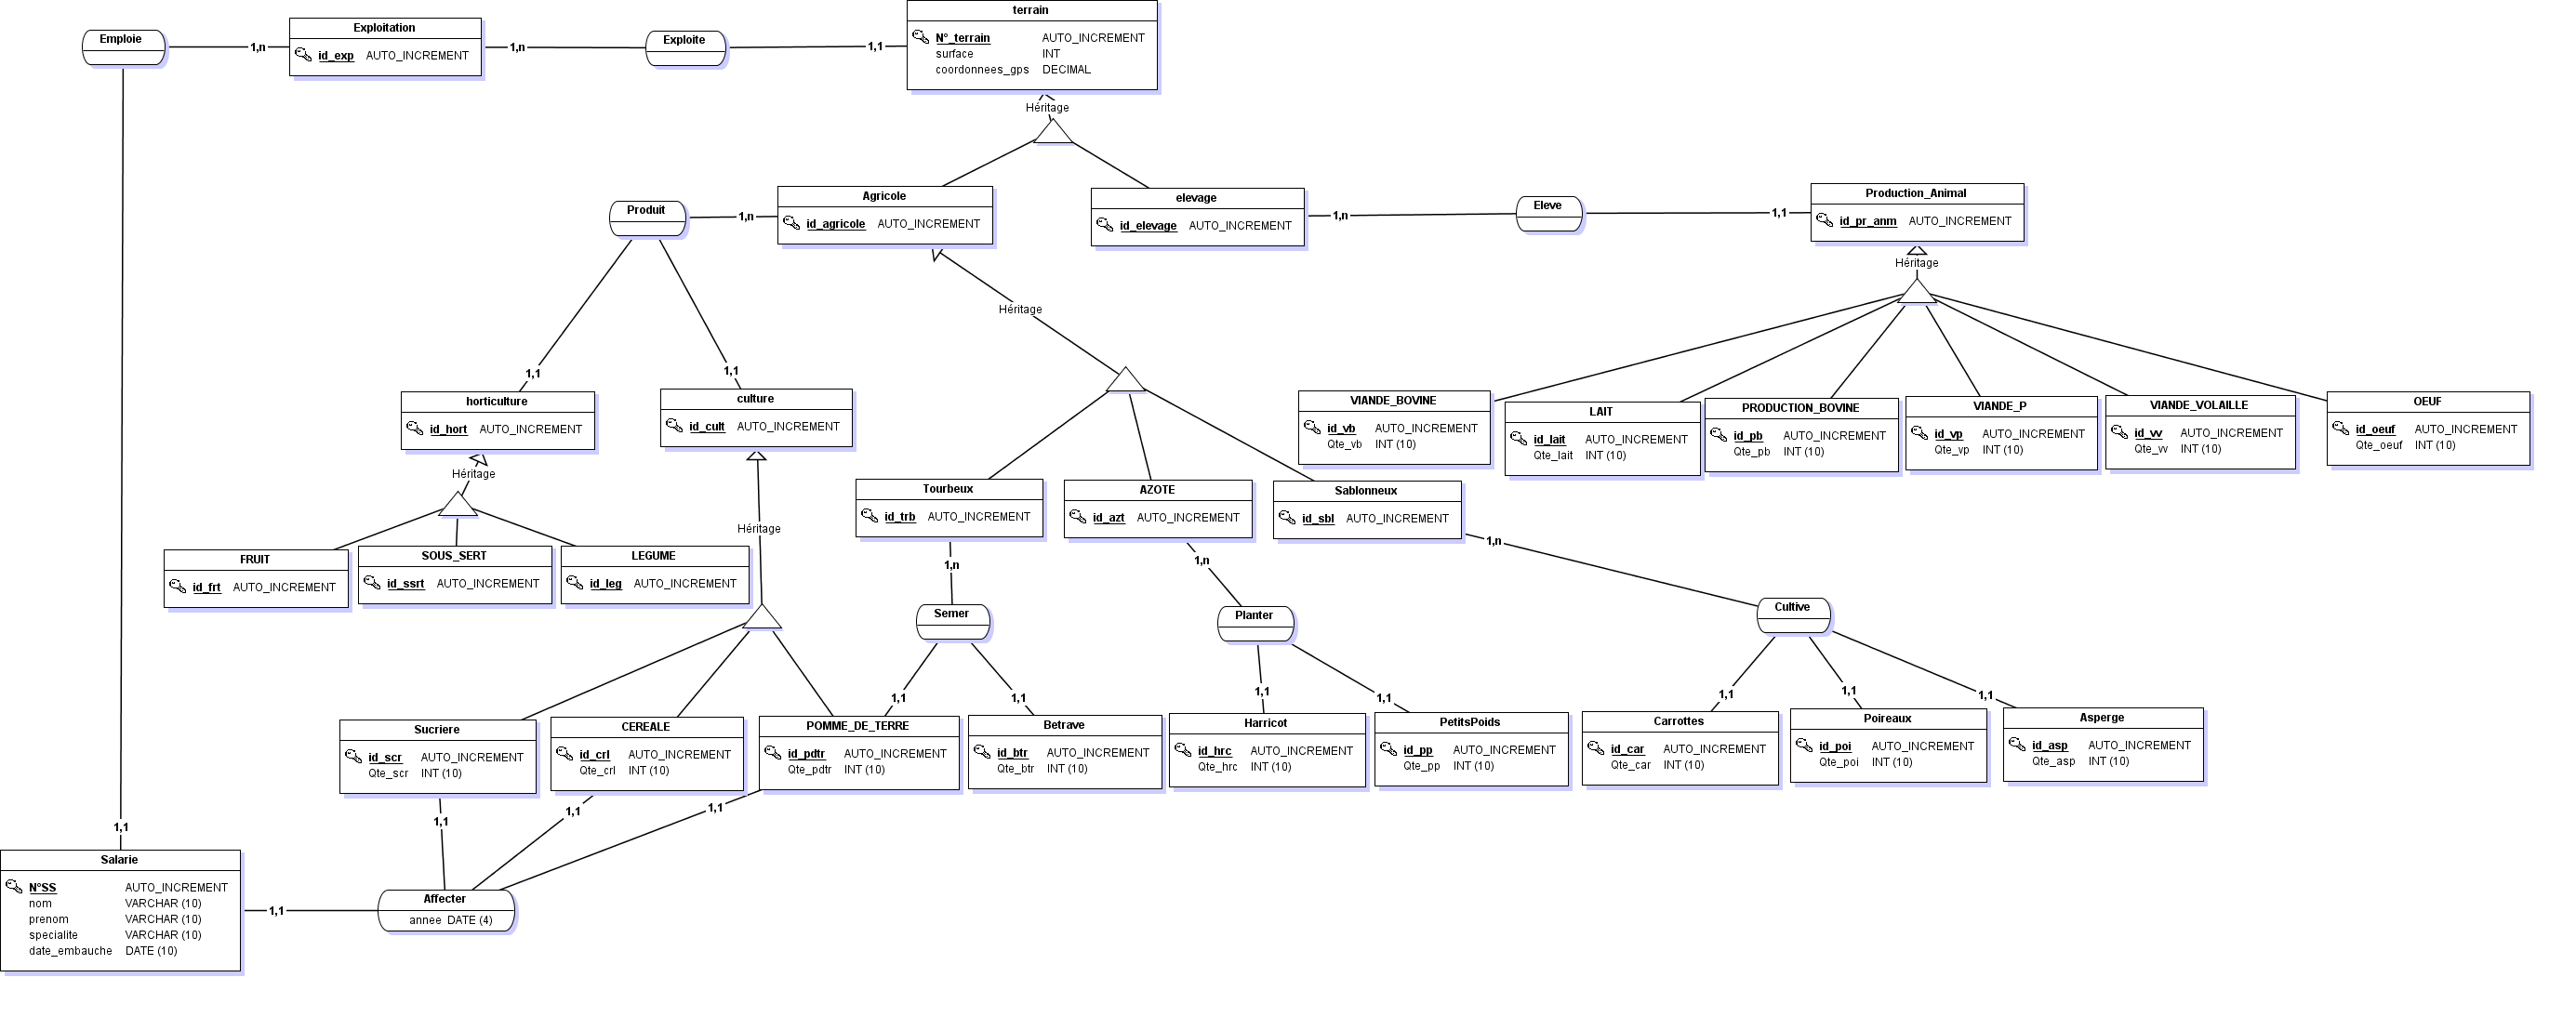 Emploie
1,n
Exploitation
id_exp AUTO_INCREMENT
1,n
Exploite
1,1
terrain
N°_terrain AUTO_INCREMENT
surface INT
coordonnees_gps DECIMAL
Héritage
Produit
1,n
Agricole
id_agricole AUTO_INCREMENT
elevage
id_elevage AUTO_INCREMENT
1,n
Eleve
1,1
Production_Animal
id_pr_anm AUTO_INCREMENT
Héritage
Héritage
1,1
1,1
horticulture
id_hort AUTO_INCREMENT
culture
id_cult AUTO_INCREMENT
VIANDE_BOVINE
id_vb AUTO_INCREMENT
Qte_vb INT (10)
LAIT
id_lait AUTO_INCREMENT
Qte_lait INT (10)
PRODUCTION_BOVINE
id_pb AUTO_INCREMENT
Qte_pb INT (10)
VIANDE_P
id_vp AUTO_INCREMENT
Qte_vp INT (10)
VIANDE_VOLAILLE
id_vv AUTO_INCREMENT
Qte_vv INT (10)
OEUF
id_oeuf AUTO_INCREMENT
Qte_oeuf INT (10)
Héritage
Héritage
Tourbeux
id_trb AUTO_INCREMENT
AZOTE
id_azt AUTO_INCREMENT
Sablonneux
id_sbl AUTO_INCREMENT
FRUIT
id_frt AUTO_INCREMENT
SOUS_SERT
id_ssrt AUTO_INCREMENT
LEGUME
id_leg AUTO_INCREMENT
1,n
1,n
1,n
Semer
Planter
Cultive
1,1
1,1
1,1
1,1
1,1
1,1
1,1
Sucriere
id_scr AUTO_INCREMENT
Qte_scr INT (10)
CEREALE
id_crl AUTO_INCREMENT
Qte_crl INT (10)
POMME_DE_TERRE
id_pdtr AUTO_INCREMENT
Qte_pdtr INT (10)
Betrave
id_btr AUTO_INCREMENT
Qte_btr INT (10)
Harricot
id_hrc AUTO_INCREMENT
Qte_hrc INT (10)
PetitsPoids
id_pp AUTO_INCREMENT
Qte_pp INT (10)
Carrottes
id_car AUTO_INCREMENT
Qte_car INT (10)
Poireaux
id_poi AUTO_INCREMENT
Qte_poi INT (10)
Asperge
id_asp AUTO_INCREMENT
Qte_asp INT (10)
1,1
1,1
1,1
1,1
Salarie
N°SS AUTO_INCREMENT
nom VARCHAR (10)
prenom VARCHAR (10)
specialite VARCHAR (10)
date_embauche DATE (10)
1,1
Affecter
annee DATE (4)